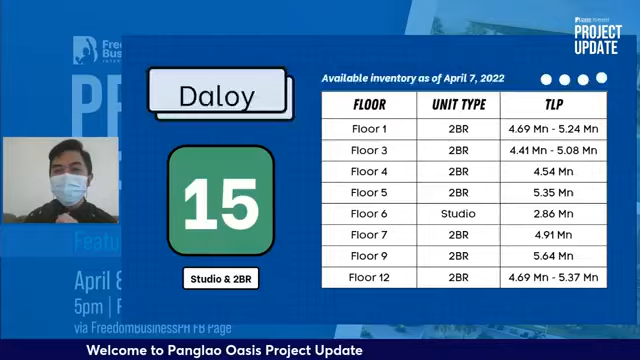 PROJECT
UPDATE
Daloy
15
Studio & 2BR
Available inventory as of April 7, 2022
FLOOR UNIT TYPE TLP
Floor 1 2BR 4.69 Mn - 5.24 Mn
Floor 3 2BR 4.41 Mn - 5.08 Mn
Floor 4 2BR 4.54 Mn
Floor 5 2BR 5.35 Mn
Floor 6 Studio 2.86 Mn
Floor 7 2BR 4.91 Mn
Floor 9 2BR 5.64 Mn
Floor 12 2BR 4.69 Mn - 5.37 Mn
Featu
April 8
5pm | F
via FreedomBusinessPH FB Page
Welcome to Panglao Oasis Project Update